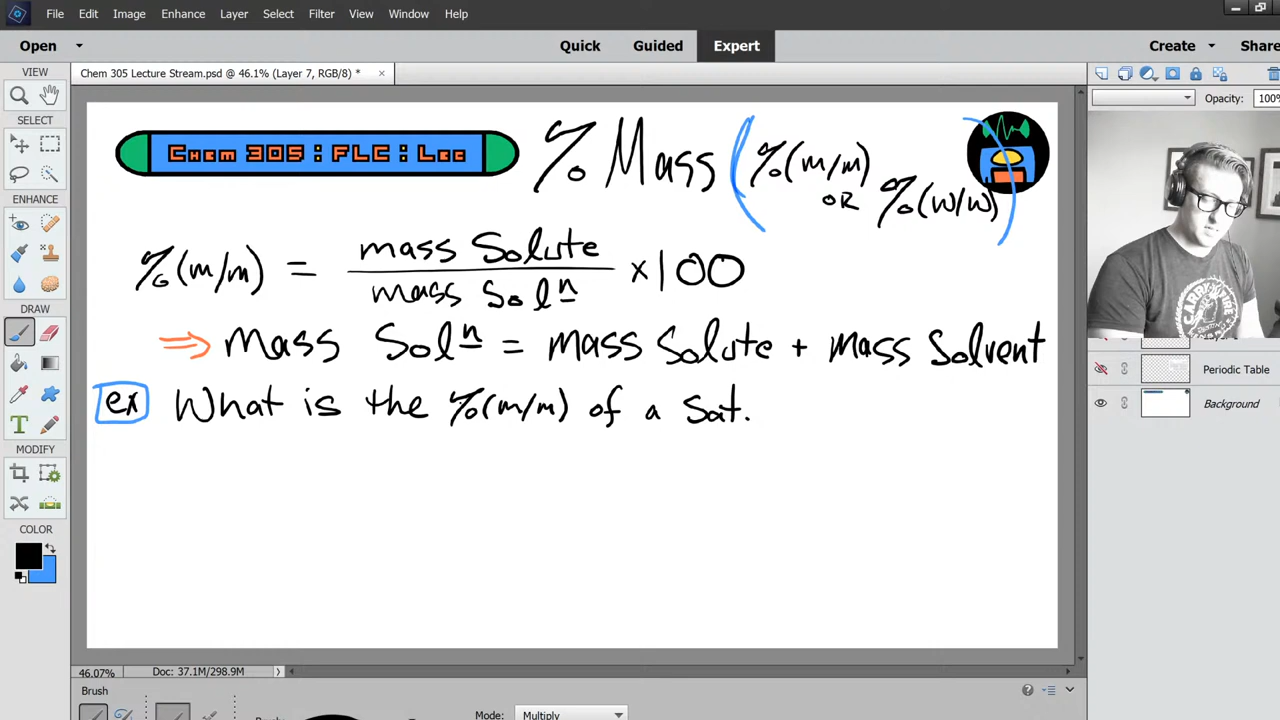 File Edit Image Enhance Layer Select Filter View Window Help
Open Quick Guided Expert Create Share
Chem 305 Lecture Stream.psd @ 46.1% (Layer 7, RGB/8) * ×
VIEW
SELECT
ENHANCE
DRAW
MODIFY
COLOR
Opacity: 100%
Chem 305 : FLC : Lec
% Mass (%(m/m)
OR %(w/w))
%(m/m) = mass Solute / mass Solⁿ ×100
⇒ mass Solⁿ = mass Solute + mass Solvent
ex What is the %(m/m) of a sat.
Periodic Table
Background
46.07% Doc: 37.1M/298.9M
Brush
Mode: Multiply